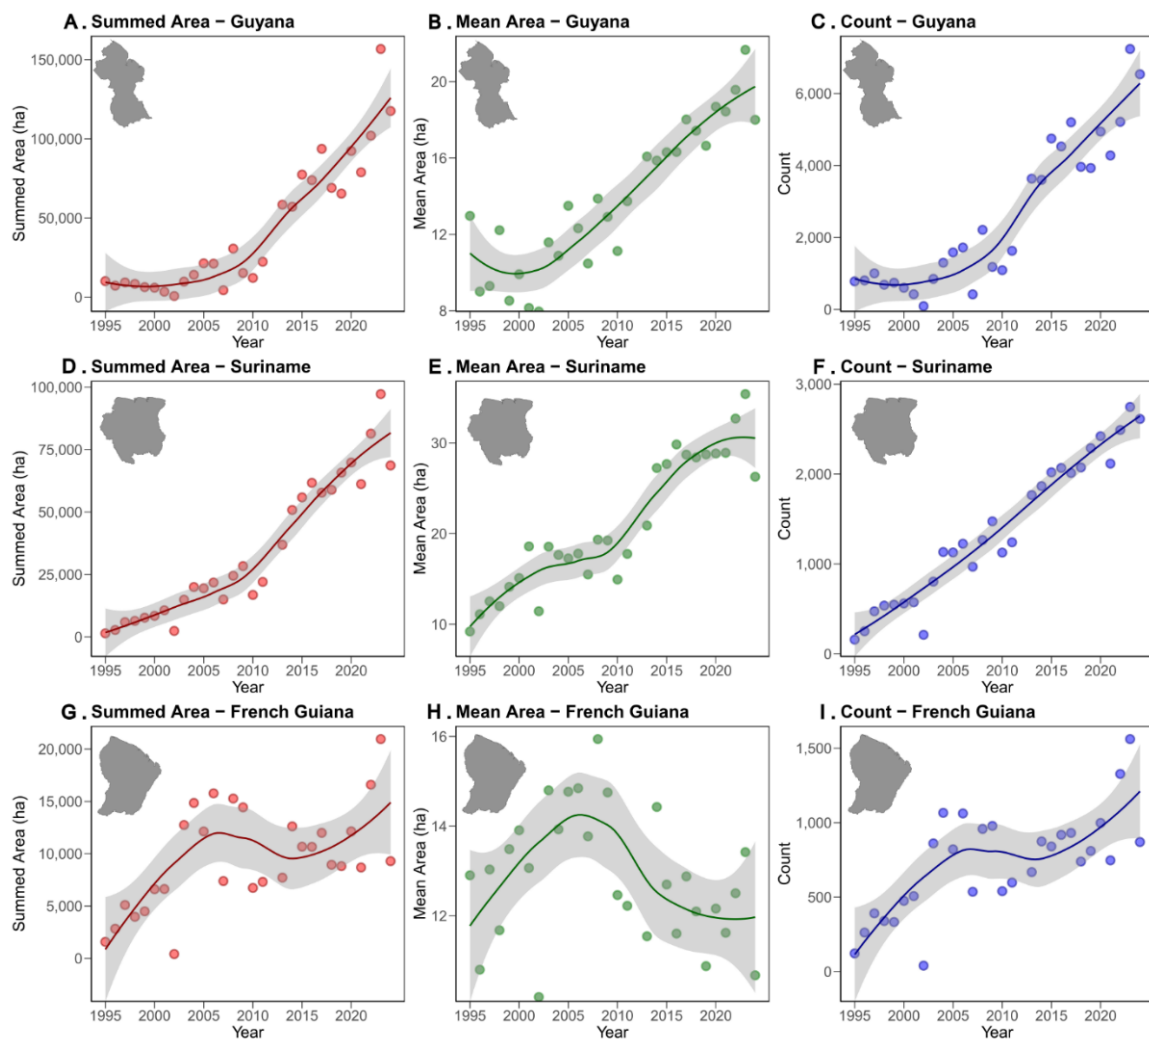 A . Summed Area − Guyana
Summed Area (ha)
150,000
100,000
50,000
0
1995 2000 2005 2010 2015 2020
Year
B . Mean Area − Guyana
Mean Area (ha)
20
16
12
8
1995 2000 2005 2010 2015 2020
Year
C . Count − Guyana
Count
6,000
4,000
2,000
0
1995 2000 2005 2010 2015 2020
Year
D . Summed Area − Suriname
Summed Area (ha)
100,000
75,000
50,000
25,000
0
1995 2000 2005 2010 2015 2020
Year
E . Mean Area − Suriname
Mean Area (ha)
30
20
10
1995 2000 2005 2010 2015 2020
Year
F . Count − Suriname
Count
3,000
2,000
1,000
0
1995 2000 2005 2010 2015 2020
Year
G . Summed Area − French Guiana
Summed Area (ha)
20,000
15,000
10,000
5,000
0
1995 2000 2005 2010 2015 2020
Year
H . Mean Area − French Guiana
Mean Area (ha)
16
14
12
1995 2000 2005 2010 2015 2020
Year
I . Count − French Guiana
Count
1,500
1,000
500
0
1995 2000 2005 2010 2015 2020
Year